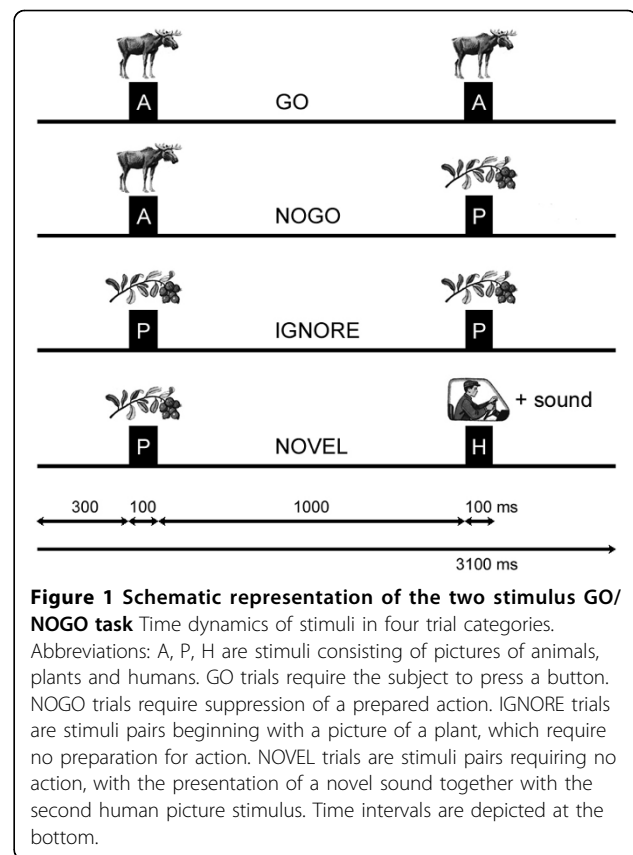 A GO A
A NOGO P
P IGNORE P
+ sound
P NOVEL H
300 100 1000 100 ms
3100 ms
Figure 1 Schematic representation of the two stimulus GO/
NOGO task Time dynamics of stimuli in four trial categories.
Abbreviations: A, P, H are stimuli consisting of pictures of animals,
plants and humans. GO trials require the subject to press a button.
NOGO trials require suppression of a prepared action. IGNORE trials
are stimuli pairs beginning with a picture of a plant, which require
no preparation for action. NOVEL trials are stimuli pairs requiring no
action, with the presentation of a novel sound together with the
second human picture stimulus. Time intervals are depicted at the
bottom.